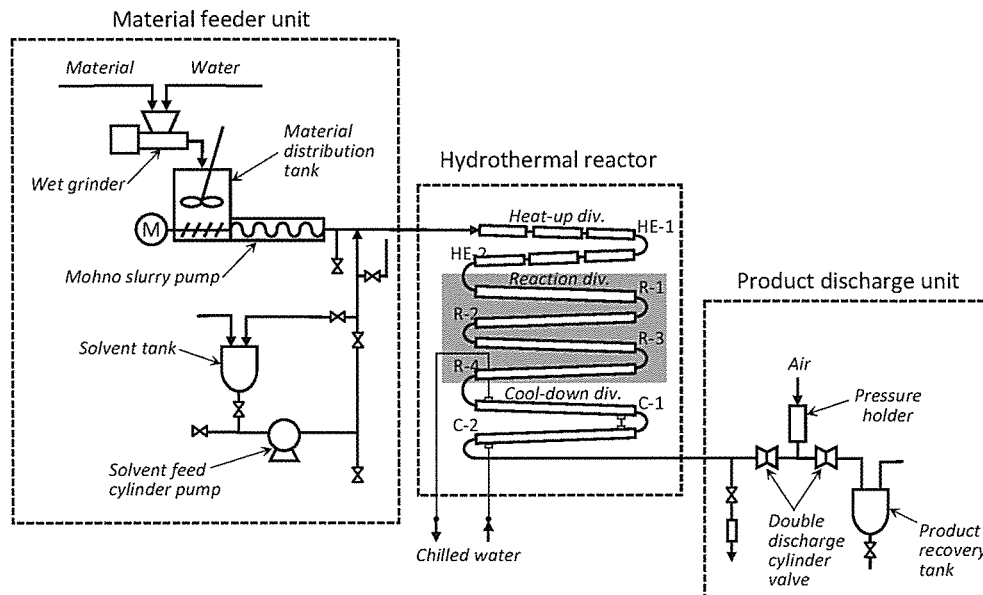 Material feeder unit
Material
Water
Material
distribution
tank
Wet grinder
M
Mohno slurry pump
Solvent tank
Solvent feed
cylinder pump
Hydrothermal reactor
Heat-up div.
HE-1
HE-2
Reaction div.
R-1
R-2
R-3
R-4
Cool-down div.
C-1
C-2
Chilled water
Product discharge unit
Air
Pressure
holder
Double
discharge
cylinder
valve
Product
recovery
tank